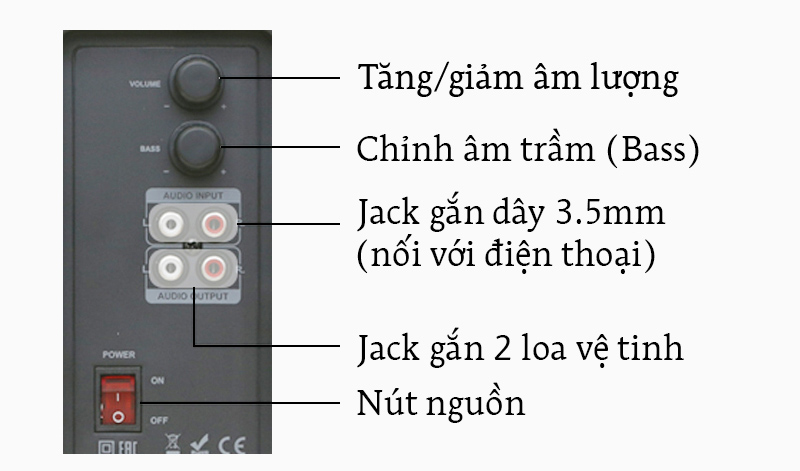 VOLUME
- +
Tăng/giảm âm lượng
BASS
- +
Chỉnh âm trầm (Bass)
AUDIO INPUT
Jack gắn dây 3.5mm
(nối với điện thoại)
L R
AUDIO OUTPUT
Jack gắn 2 loa vệ tinh
POWER
ON
OFF
Nút nguồn
EAC CE